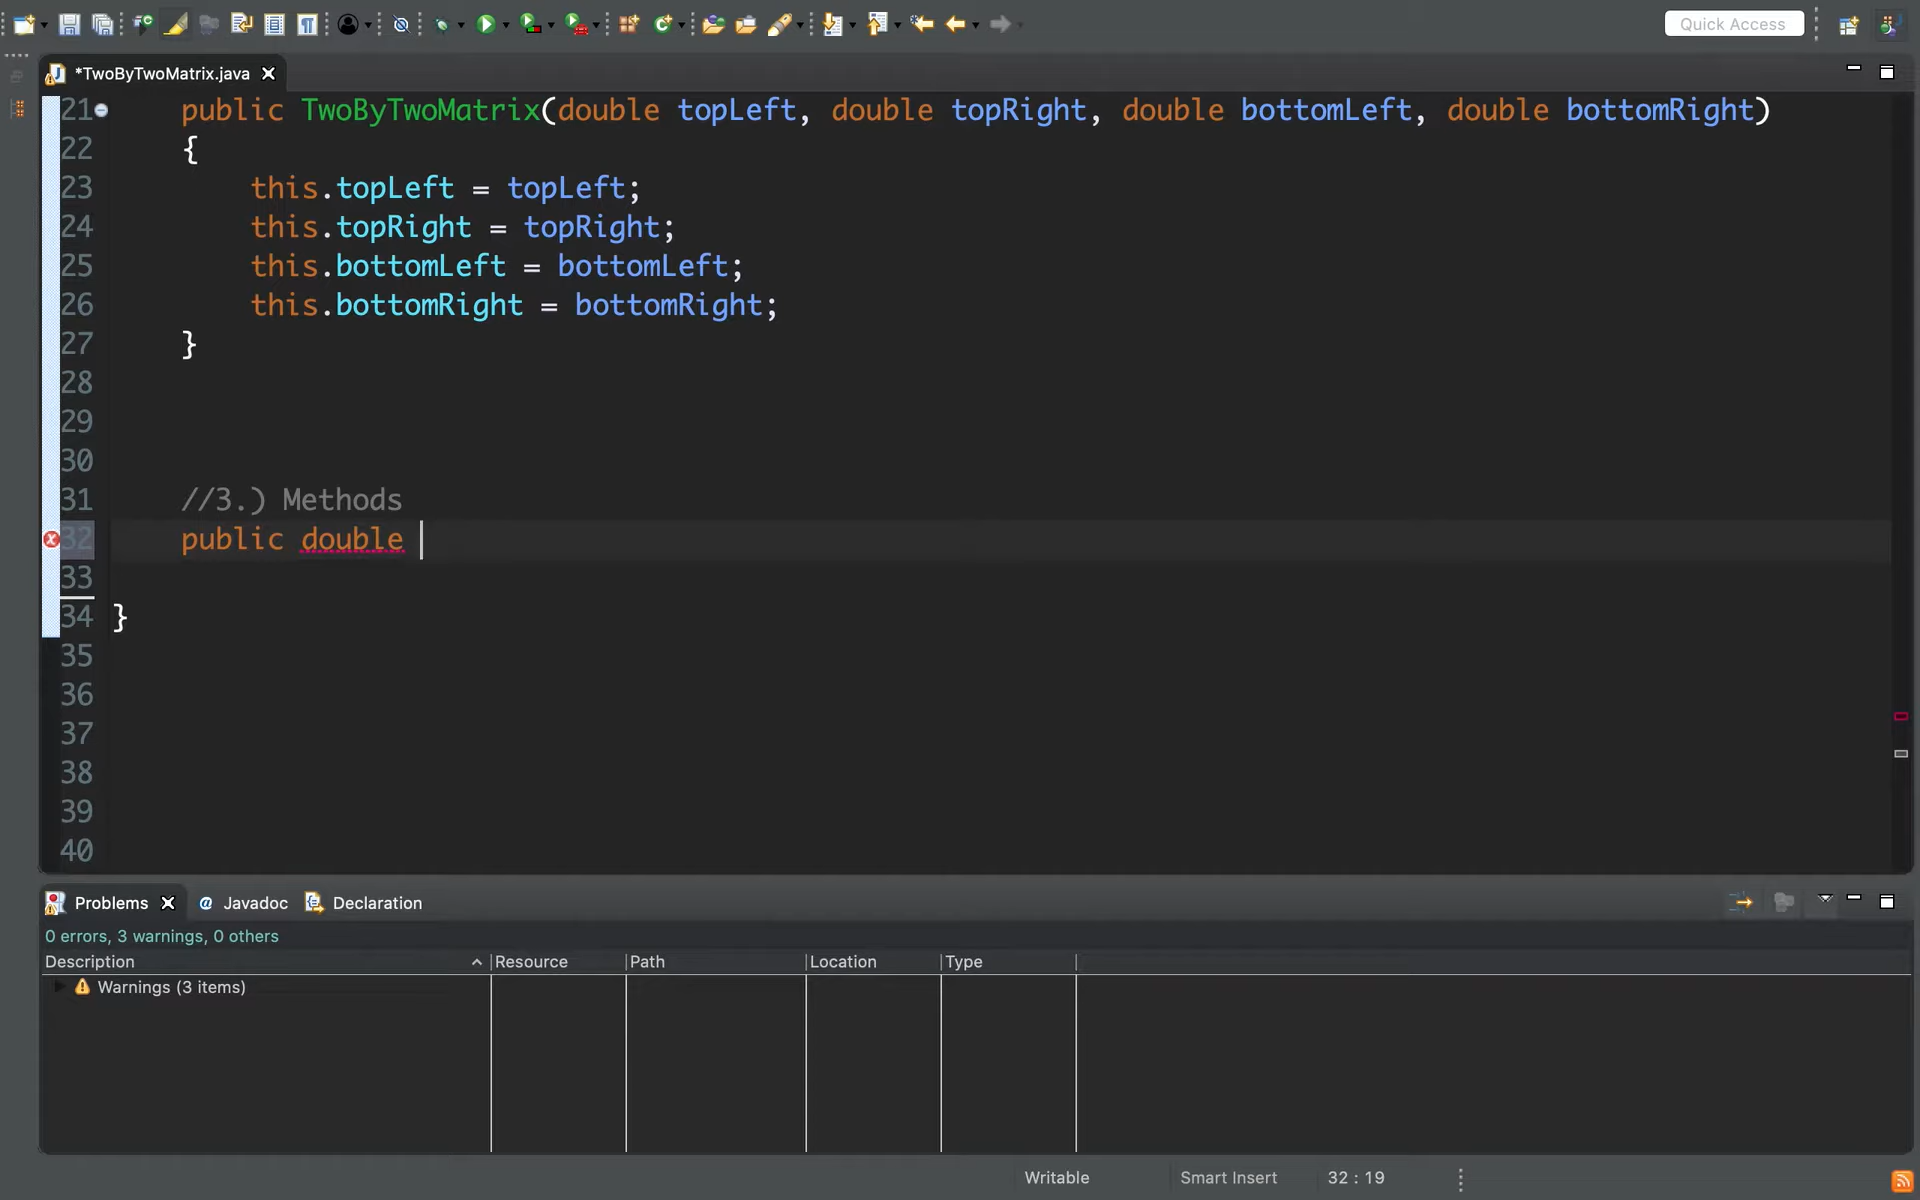 Quick Access
*TwoByTwoMatrix.java
21 public TwoByTwoMatrix(double topLeft, double topRight, double bottomLeft, double bottomRight)
22 {
23 this.topLeft = topLeft;
24 this.topRight = topRight;
25 this.bottomLeft = bottomLeft;
26 this.bottomRight = bottomRight;
27 }
28
29
30
31 //3.) Methods
32 public double
33
34 }
35
36
37
38
39
40
Problems @ Javadoc Declaration
0 errors, 3 warnings, 0 others
Description Resource Path Location Type
Warnings (3 items)
Writable Smart Insert 32 : 19